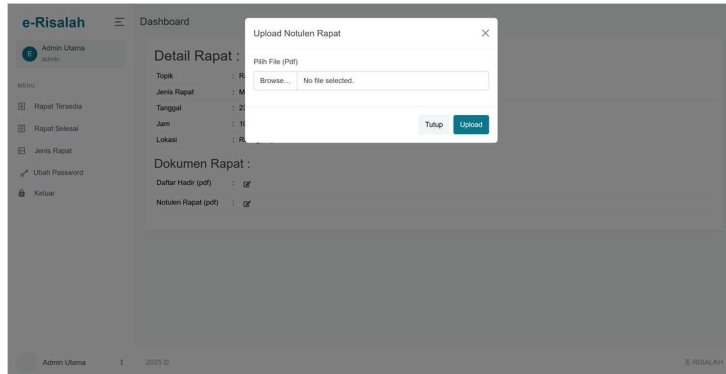 e-Risalah
Dashboard
E
Admin Utama
admin
MENU
Rapat Tersedia
Rapat Selesai
Jenis Rapat
Ubah Password
Keluar
Upload Notulen Rapat
Pilih File (Pdf)
Browse... No file selected.
Tutup Upload
Detail Rapat :
Topik :
Jenis Rapat : M
Tanggal : 2
Jam : 10
Lokasi : R
Dokumen Rapat :
Daftar Hadir (pdf) :
Notulen Rapat (pdf) :
Admin Utama
2025 ©
E-RISALAH